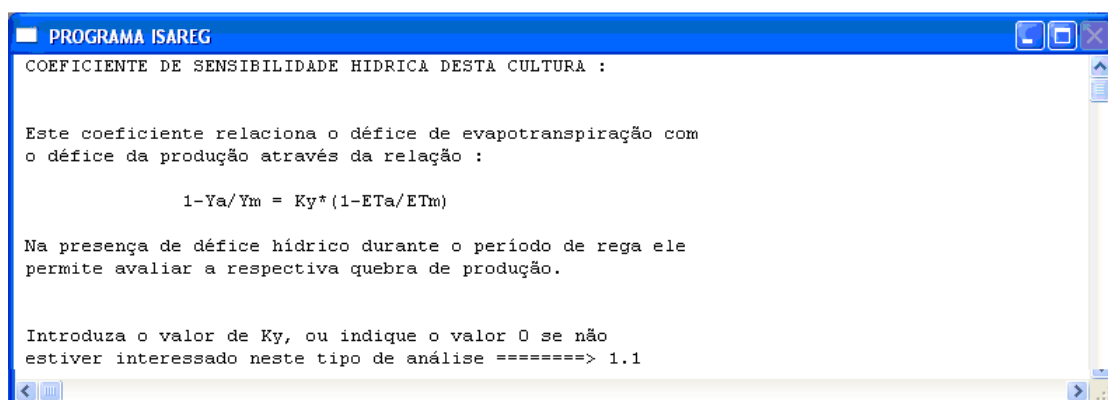 PROGRAMA ISAREG
COEFICIENTE DE SENSIBILIDADE HIDRICA DESTA CULTURA :
Este coeficiente relaciona o défice de evapotranspiração com
o défice da produção através da relação :
1-Ya/Ym = Ky*(1-ETa/ETm)
Na presença de défice hídrico durante o período de rega ele
permite avaliar a respectiva quebra de produção.
Introduza o valor de Ky, ou indique o valor 0 se não
estiver interessado neste tipo de análise ========> 1.1